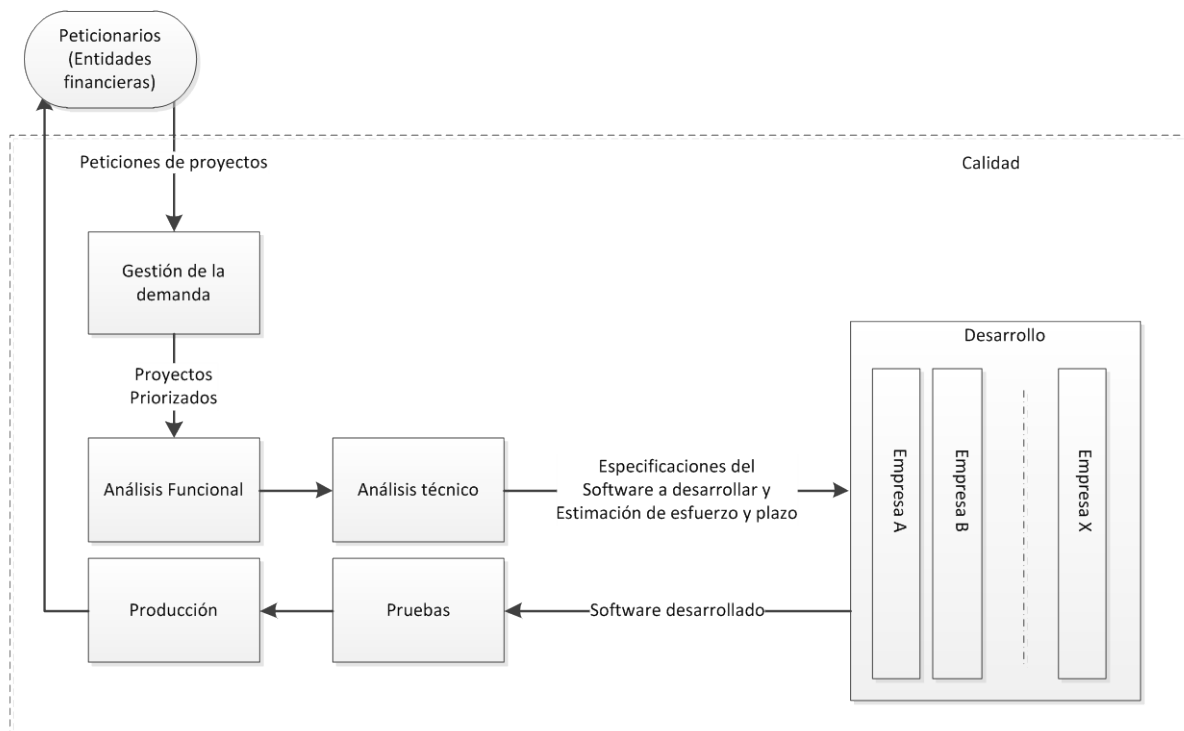 Peticionarios
(Entidades
financieras)
Peticiones de proyectos
Calidad
Gestión de la
demanda
Proyectos
Priorizados
Desarrollo
Análisis Funcional
Análisis técnico
Especificaciones del
Software a desarrollar y
Estimación de esfuerzo y plazo
Empresa A
Empresa B
Empresa X
Producción
Pruebas
Software desarrollado